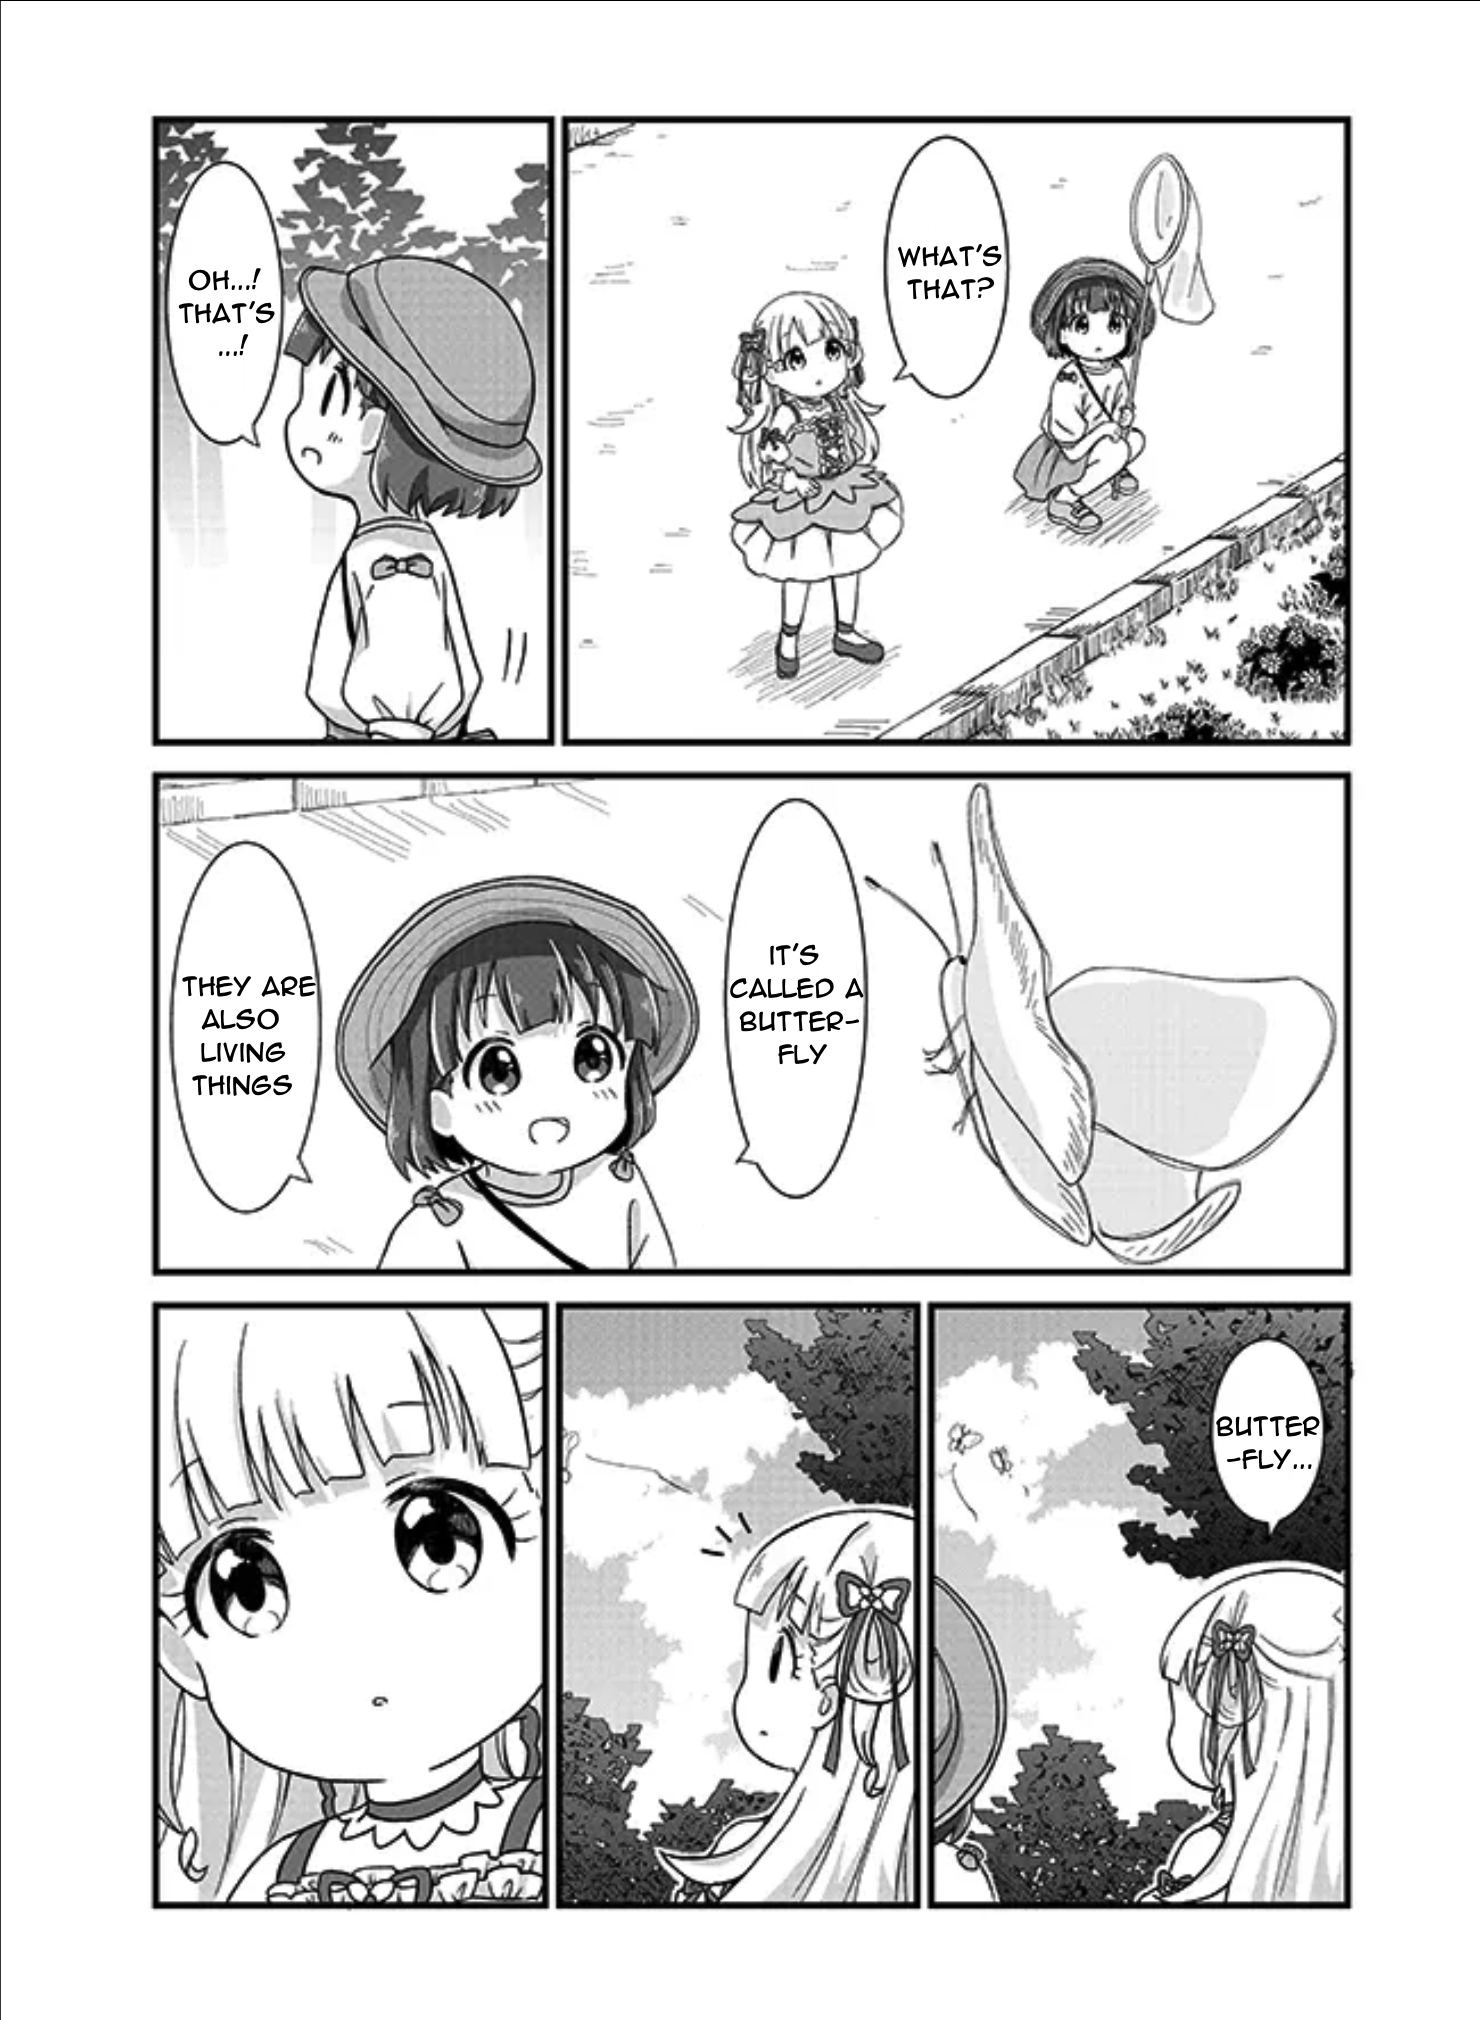 WHAT'S
THAT?
OH...!
THAT'S
...!
IT'S
CALLED A
BUTTER-
FLY
THEY ARE
ALSO
LIVING
THINGS
BUTTER
-FLY...